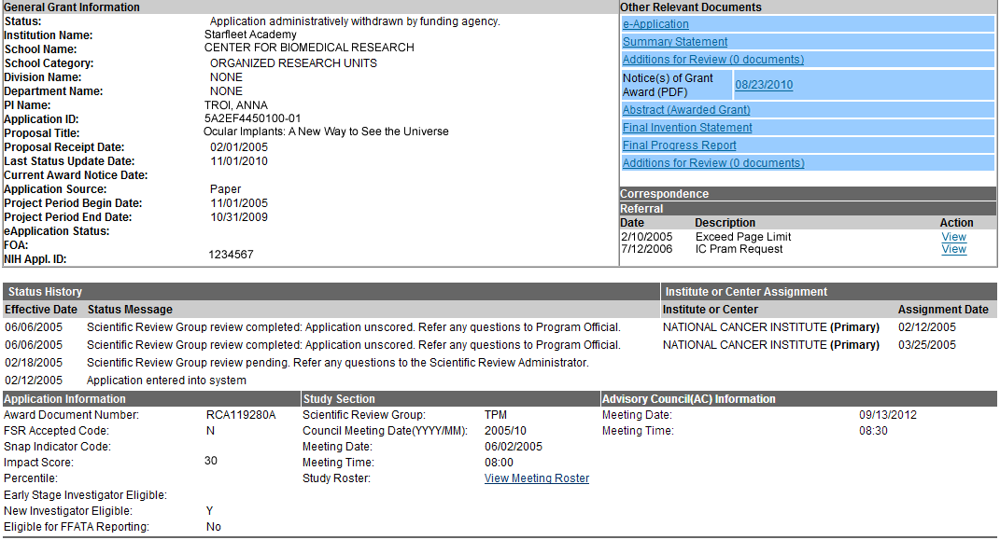 General Grant Information
Status: Application administratively withdrawn by funding agency.
Institution Name: Starfleet Academy
School Name: CENTER FOR BIOMEDICAL RESEARCH
School Category: ORGANIZED RESEARCH UNITS
Division Name: NONE
Department Name: NONE
PI Name: TROI, ANNA
Application ID: 5A2EF4450100-01
Proposal Title: Ocular Implants: A New Way to See the Universe
Proposal Receipt Date: 02/01/2005
Last Status Update Date: 11/01/2010
Current Award Notice Date:
Application Source: Paper
Project Period Begin Date: 11/01/2005
Project Period End Date: 10/31/2009
eApplication Status:
FOA:
NIH Appl. ID: 1234567
Other Relevant Documents
e-Application
Summary Statement
Additions for Review (0 documents)
Notice(s) of Grant
Award (PDF) 08/23/2010
Abstract (Awarded Grant)
Final Invention Statement
Final Progress Report
Additions for Review (0 documents)
Correspondence
Referral
Date Description Action
2/10/2005 Exceed Page Limit View
7/12/2006 IC Pram Request View
Status History
Effective Date Status Message
06/06/2005 Scientific Review Group review completed: Application unscored. Refer any questions to Program Official.
06/06/2005 Scientific Review Group review completed: Application unscored. Refer any questions to Program Official.
02/18/2005 Scientific Review Group review pending. Refer any questions to the Scientific Review Administrator.
02/12/2005 Application entered into system
Institute or Center Assignment
Institute or Center Assignment Date
NATIONAL CANCER INSTITUTE (Primary) 02/12/2005
NATIONAL CANCER INSTITUTE (Primary) 03/25/2005
Application Information
Award Document Number: RCA119280A
FSR Accepted Code: N
Snap Indicator Code:
Impact Score: 30
Percentile:
Early Stage Investigator Eligible:
New Investigator Eligible: Y
Eligible for FFATA Reporting: No
Study Section
Scientific Review Group: TPM
Council Meeting Date(YYYY/MM): 2005/10
Meeting Date: 06/02/2005
Meeting Time: 08:00
Study Roster: View Meeting Roster
Advisory Council(AC) Information
Meeting Date: 09/13/2012
Meeting Time: 08:30